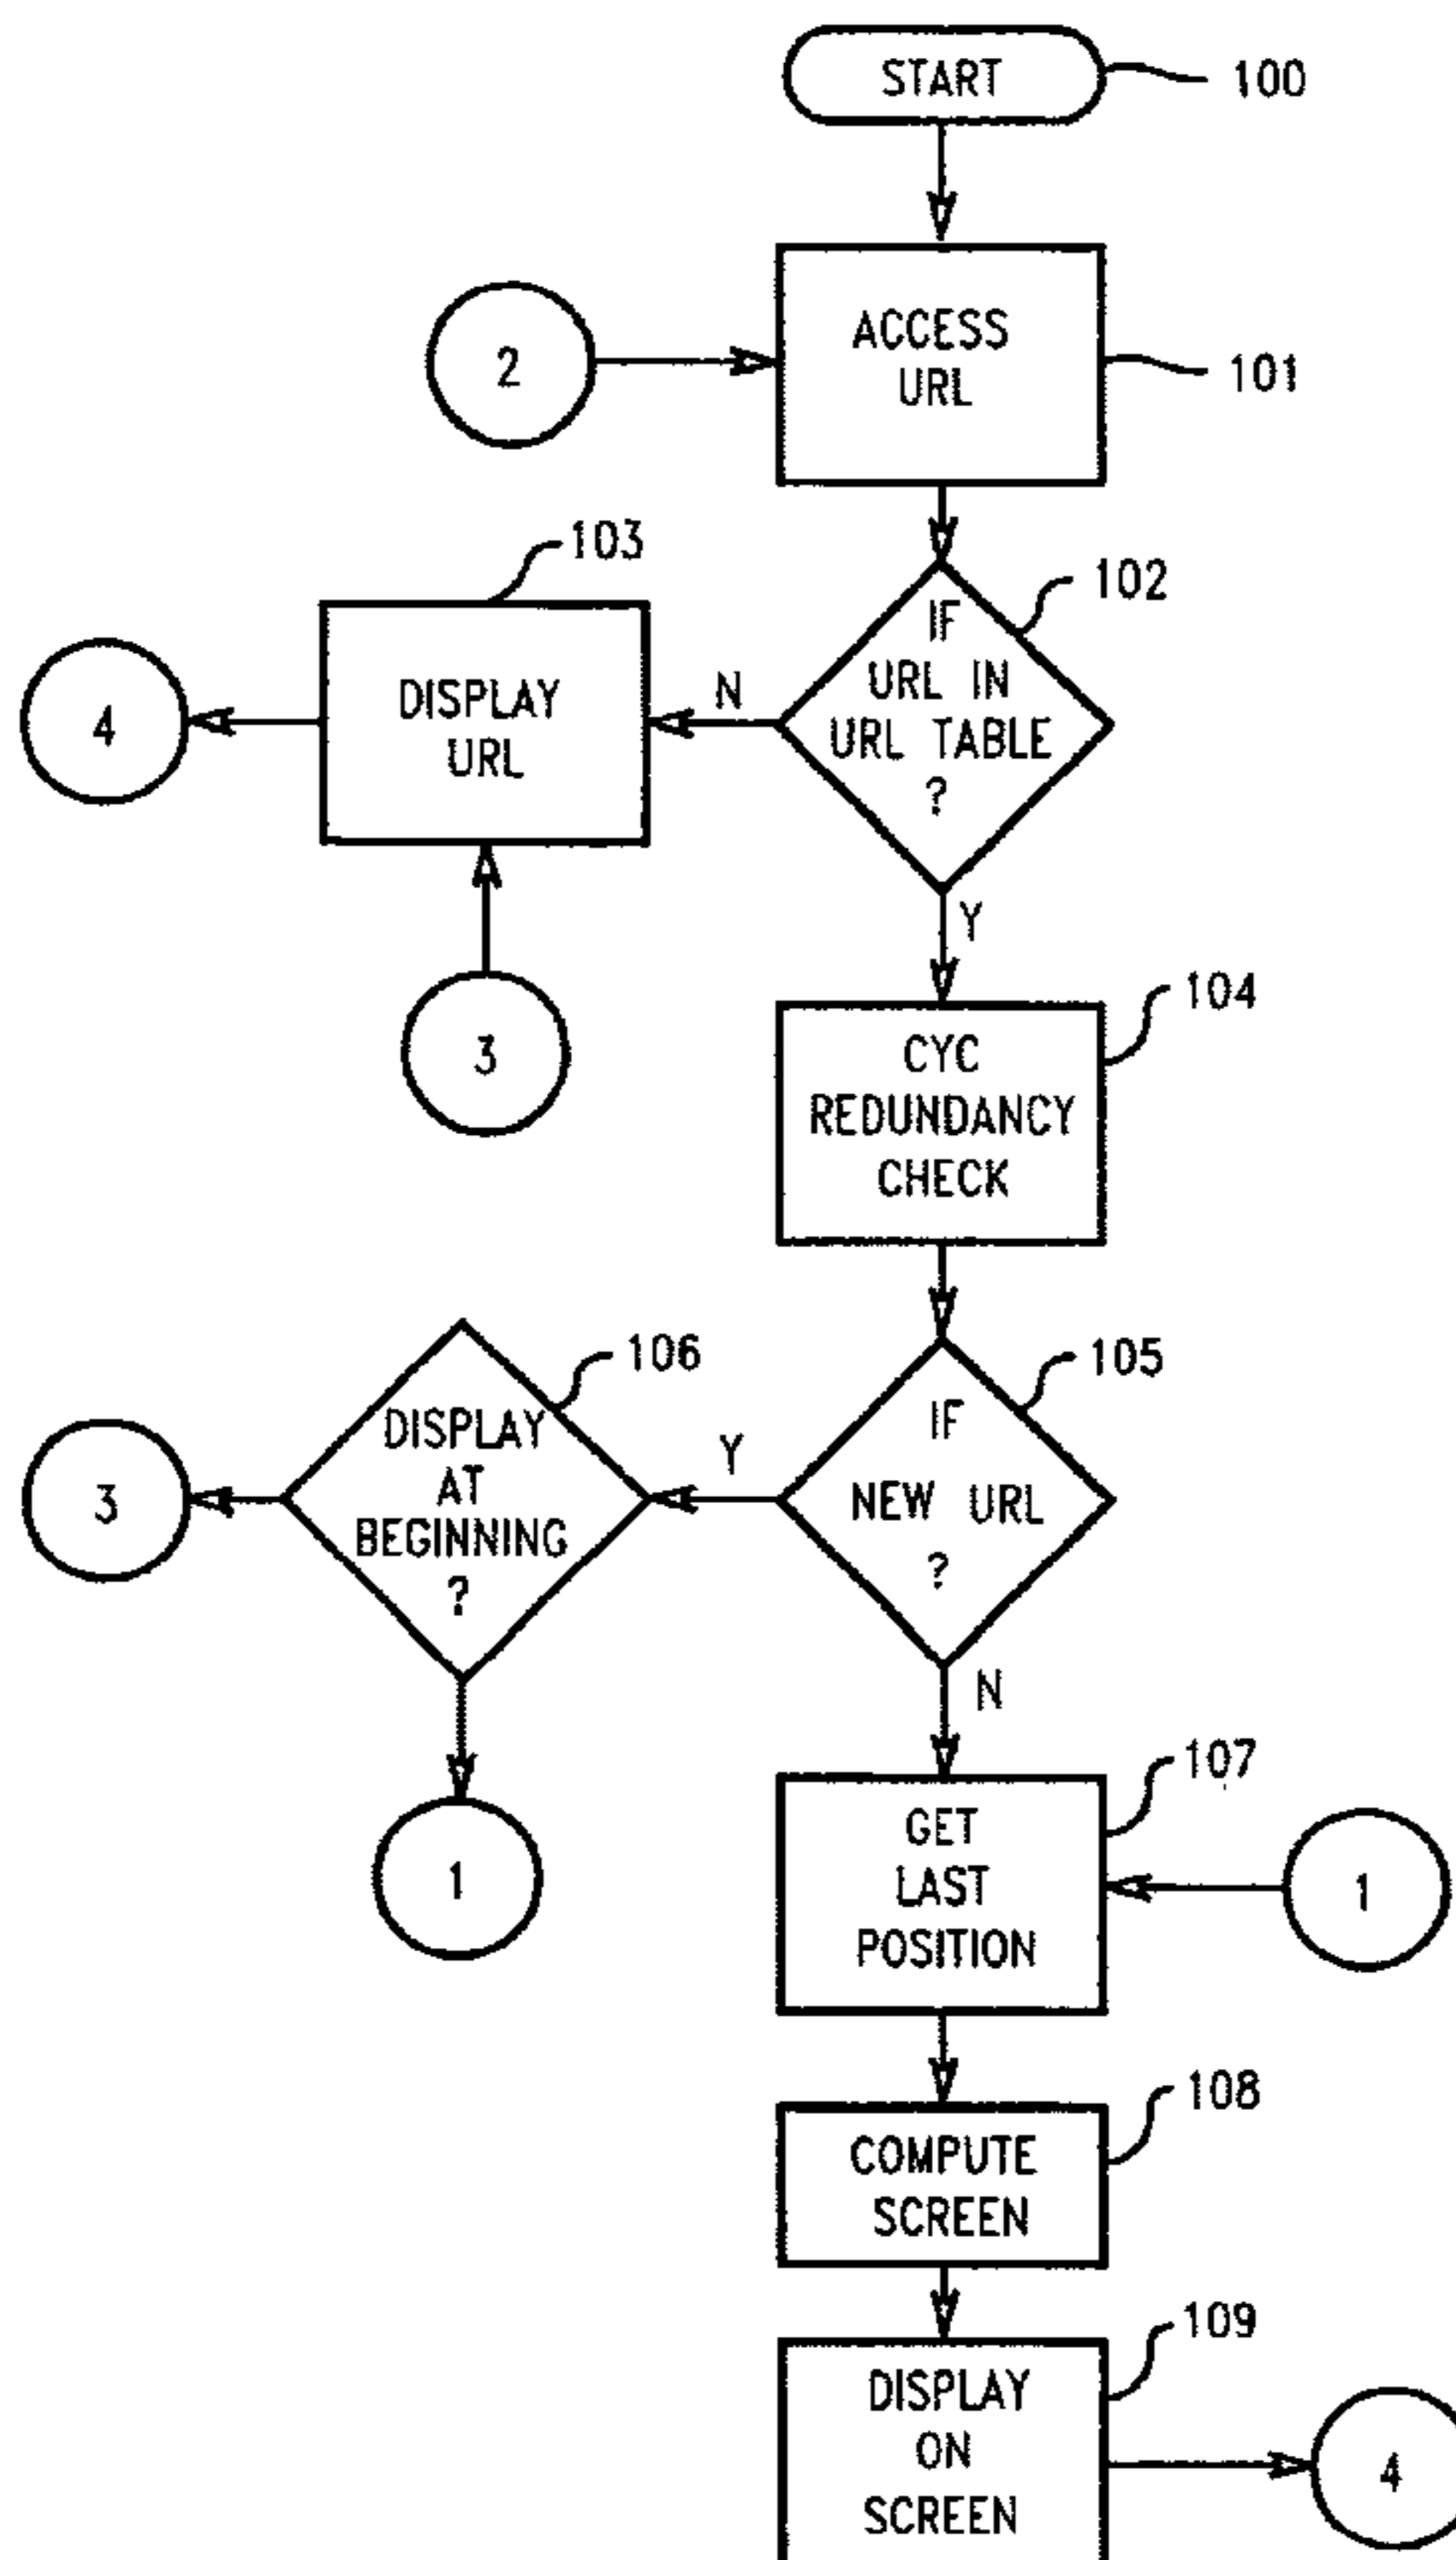 START
100
ACCESS
URL
101
2
103
102
IF
URL IN
URL TABLE
?
N
DISPLAY
URL
4
Y
3
104
CYC
REDUNDANCY
CHECK
106
105
IF
NEW URL
?
Y
DISPLAY
AT
BEGINNING
?
3
N
1
107
GET
LAST
POSITION
1
108
COMPUTE
SCREEN
109
DISPLAY
ON
SCREEN
4